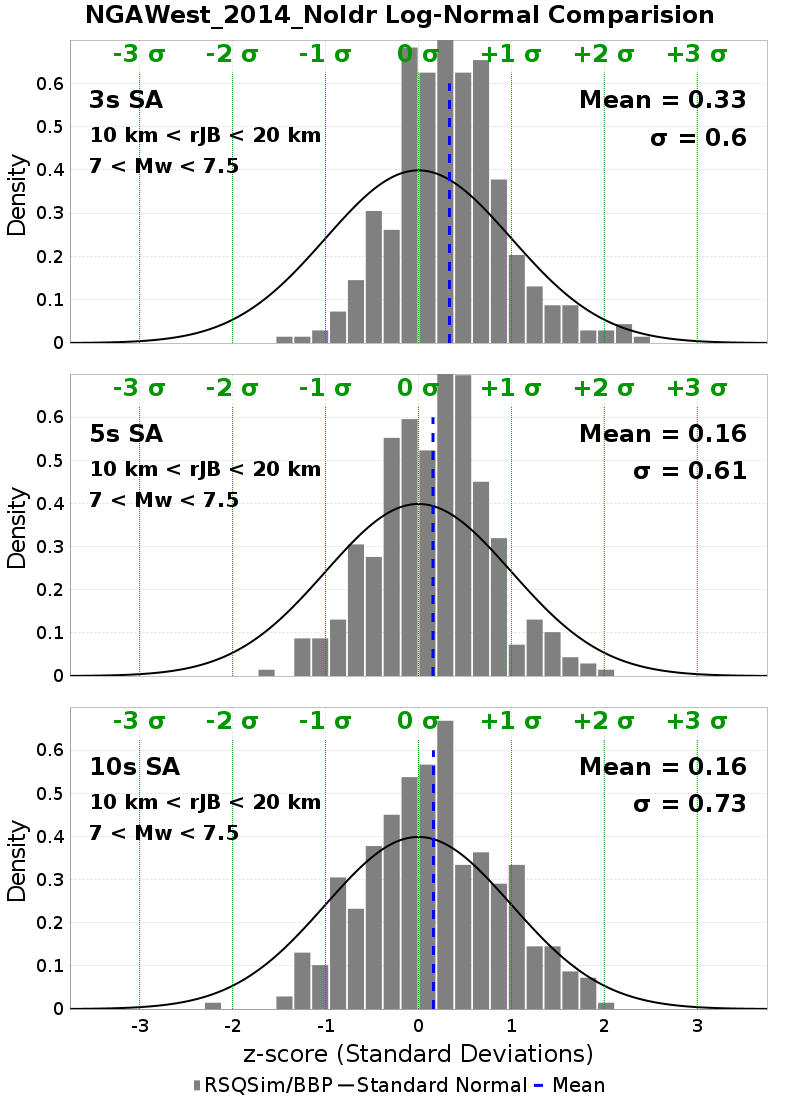 NGAWest_2014_NoIdr Log-Normal Comparision
-3 σ -2 σ -1 σ 0 σ +1 σ +2 σ +3 σ
0.6
3s SA Mean = 0.33
0.5
10 km < rJB < 20 km σ = 0.6
7 < Mw < 7.5
0.4
Density
0.3
0.2
0.1
0
-3 σ -2 σ -1 σ 0 σ +1 σ +2 σ +3 σ
0.6
5s SA Mean = 0.16
0.5
10 km < rJB < 20 km σ = 0.61
7 < Mw < 7.5
0.4
Density
0.3
0.2
0.1
0
-3 σ -2 σ -1 σ 0 σ +1 σ +2 σ +3 σ
0.6
10s SA Mean = 0.16
0.5
10 km < rJB < 20 km σ = 0.73
7 < Mw < 7.5
0.4
Density
0.3
0.2
0.1
0
-3 -2 -1 0 1 2 3
z-score (Standard Deviations)
RSQSim/BBP Standard Normal Mean